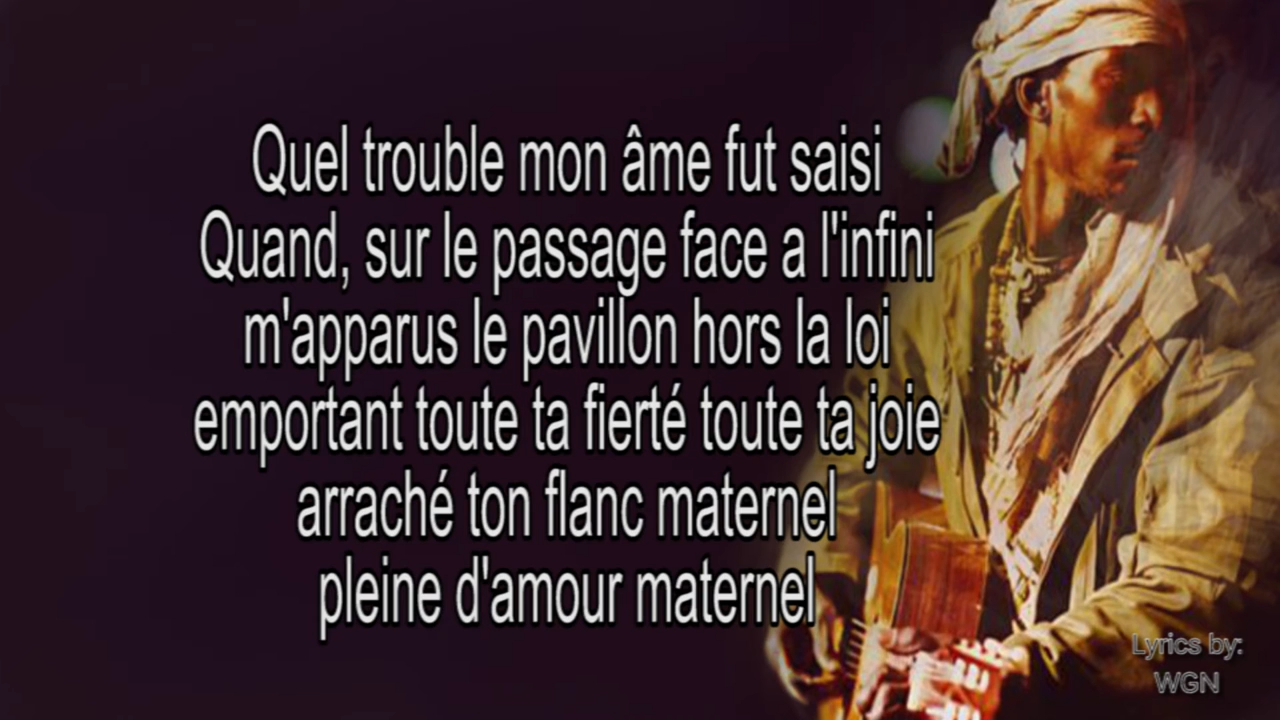 Quel trouble mon âme fut saisi
Quand, sur le passage face a l'infini
m'apparus le pavillon hors la loi
emportant toute ta fierté toute ta joie
arraché ton flanc maternel
pleine d'amour maternel
Lyrics by:
WGN